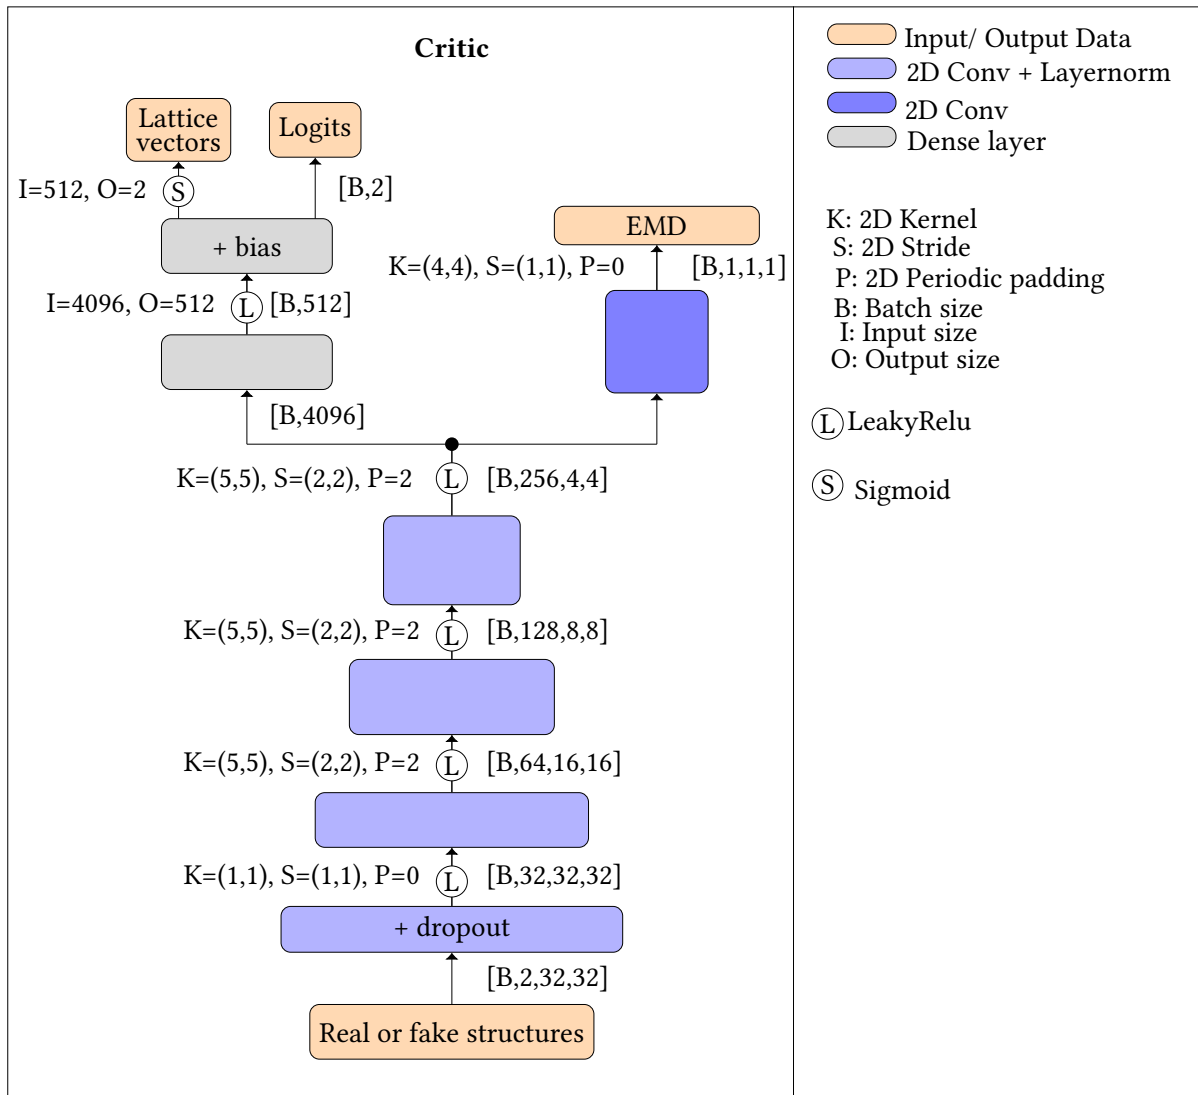 Critic
Lattice
vectors
Logits
I=512, O=2
S
[B,2]
+ bias
EMD
K=(4,4), S=(1,1), P=0
[B,1,1,1]
I=4096, O=512
L
[B,512]
[B,4096]
K=(5,5), S=(2,2), P=2
L
[B,256,4,4]
K=(5,5), S=(2,2), P=2
L
[B,128,8,8]
K=(5,5), S=(2,2), P=2
L
[B,64,16,16]
K=(1,1), S=(1,1), P=0
L
[B,32,32,32]
+ dropout
[B,2,32,32]
Real or fake structures
Input/ Output Data
2D Conv + Layernorm
2D Conv
Dense layer
K: 2D Kernel
S: 2D Stride
P: 2D Periodic padding
B: Batch size
I: Input size
O: Output size
L LeakyRelu
S Sigmoid